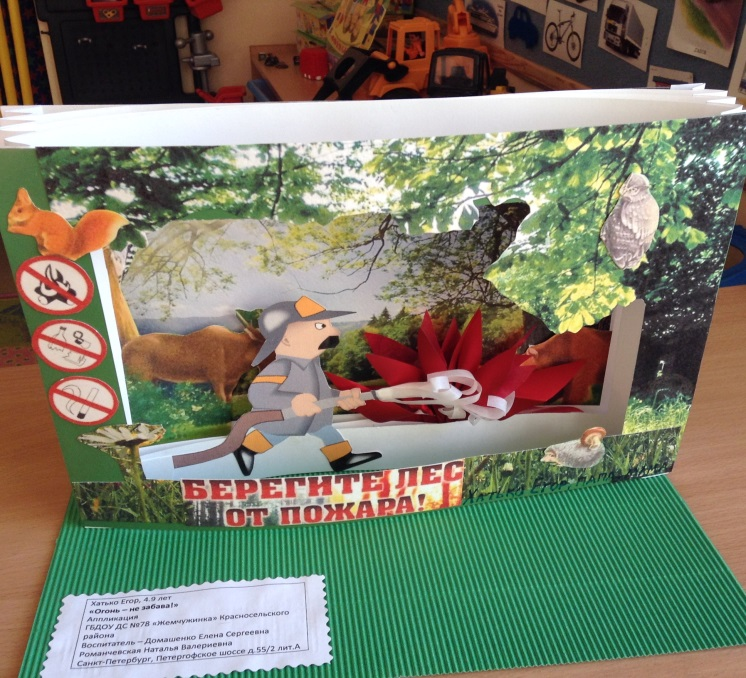 БЕРЕГИТЕ ЛЕС
ОТ ПОЖАРА!
Хатько Егор, 4.9 лет
«Огонь – не забава!»
Аппликация
ГБДОУ ДС №78 «Жемчужинка» Красносельского
района
Воспитатель – Домашенко Елена Сергеевна
Романчевская Наталья Валериевна
Санкт-Петербург, Петергофское шоссе д.55/2 лит.А